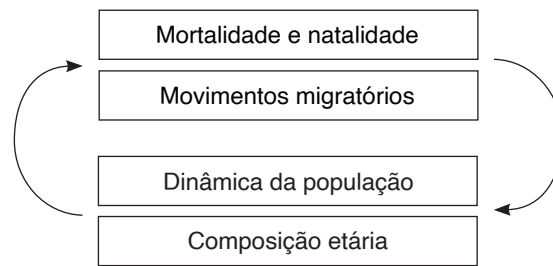 Mortalidade e natalidade
Movimentos migratórios
Dinâmica da população
Composição etária